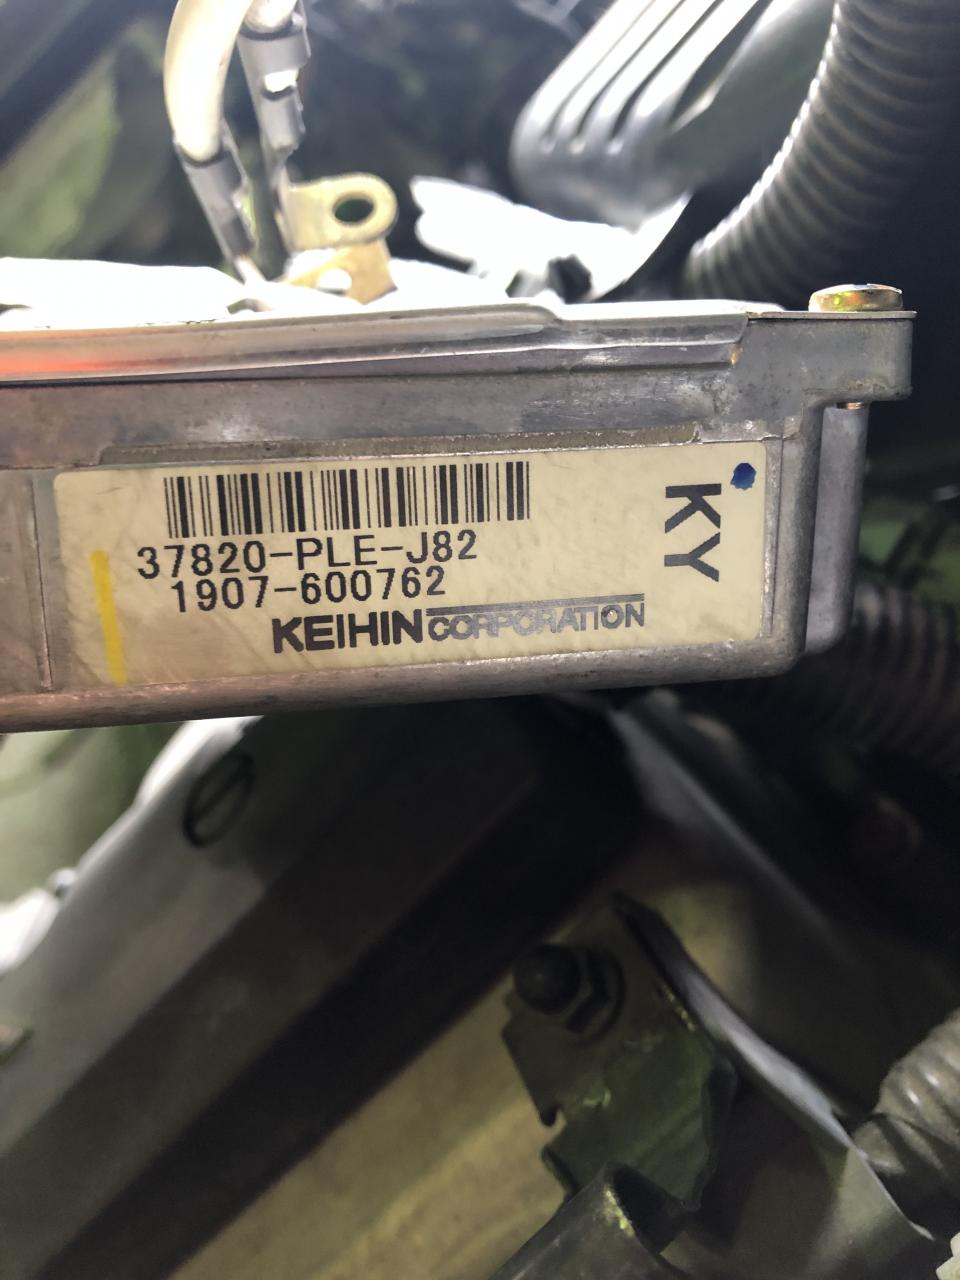 37820-PLE-J82
1907-600762
KEIHIN CORPORATION
KY